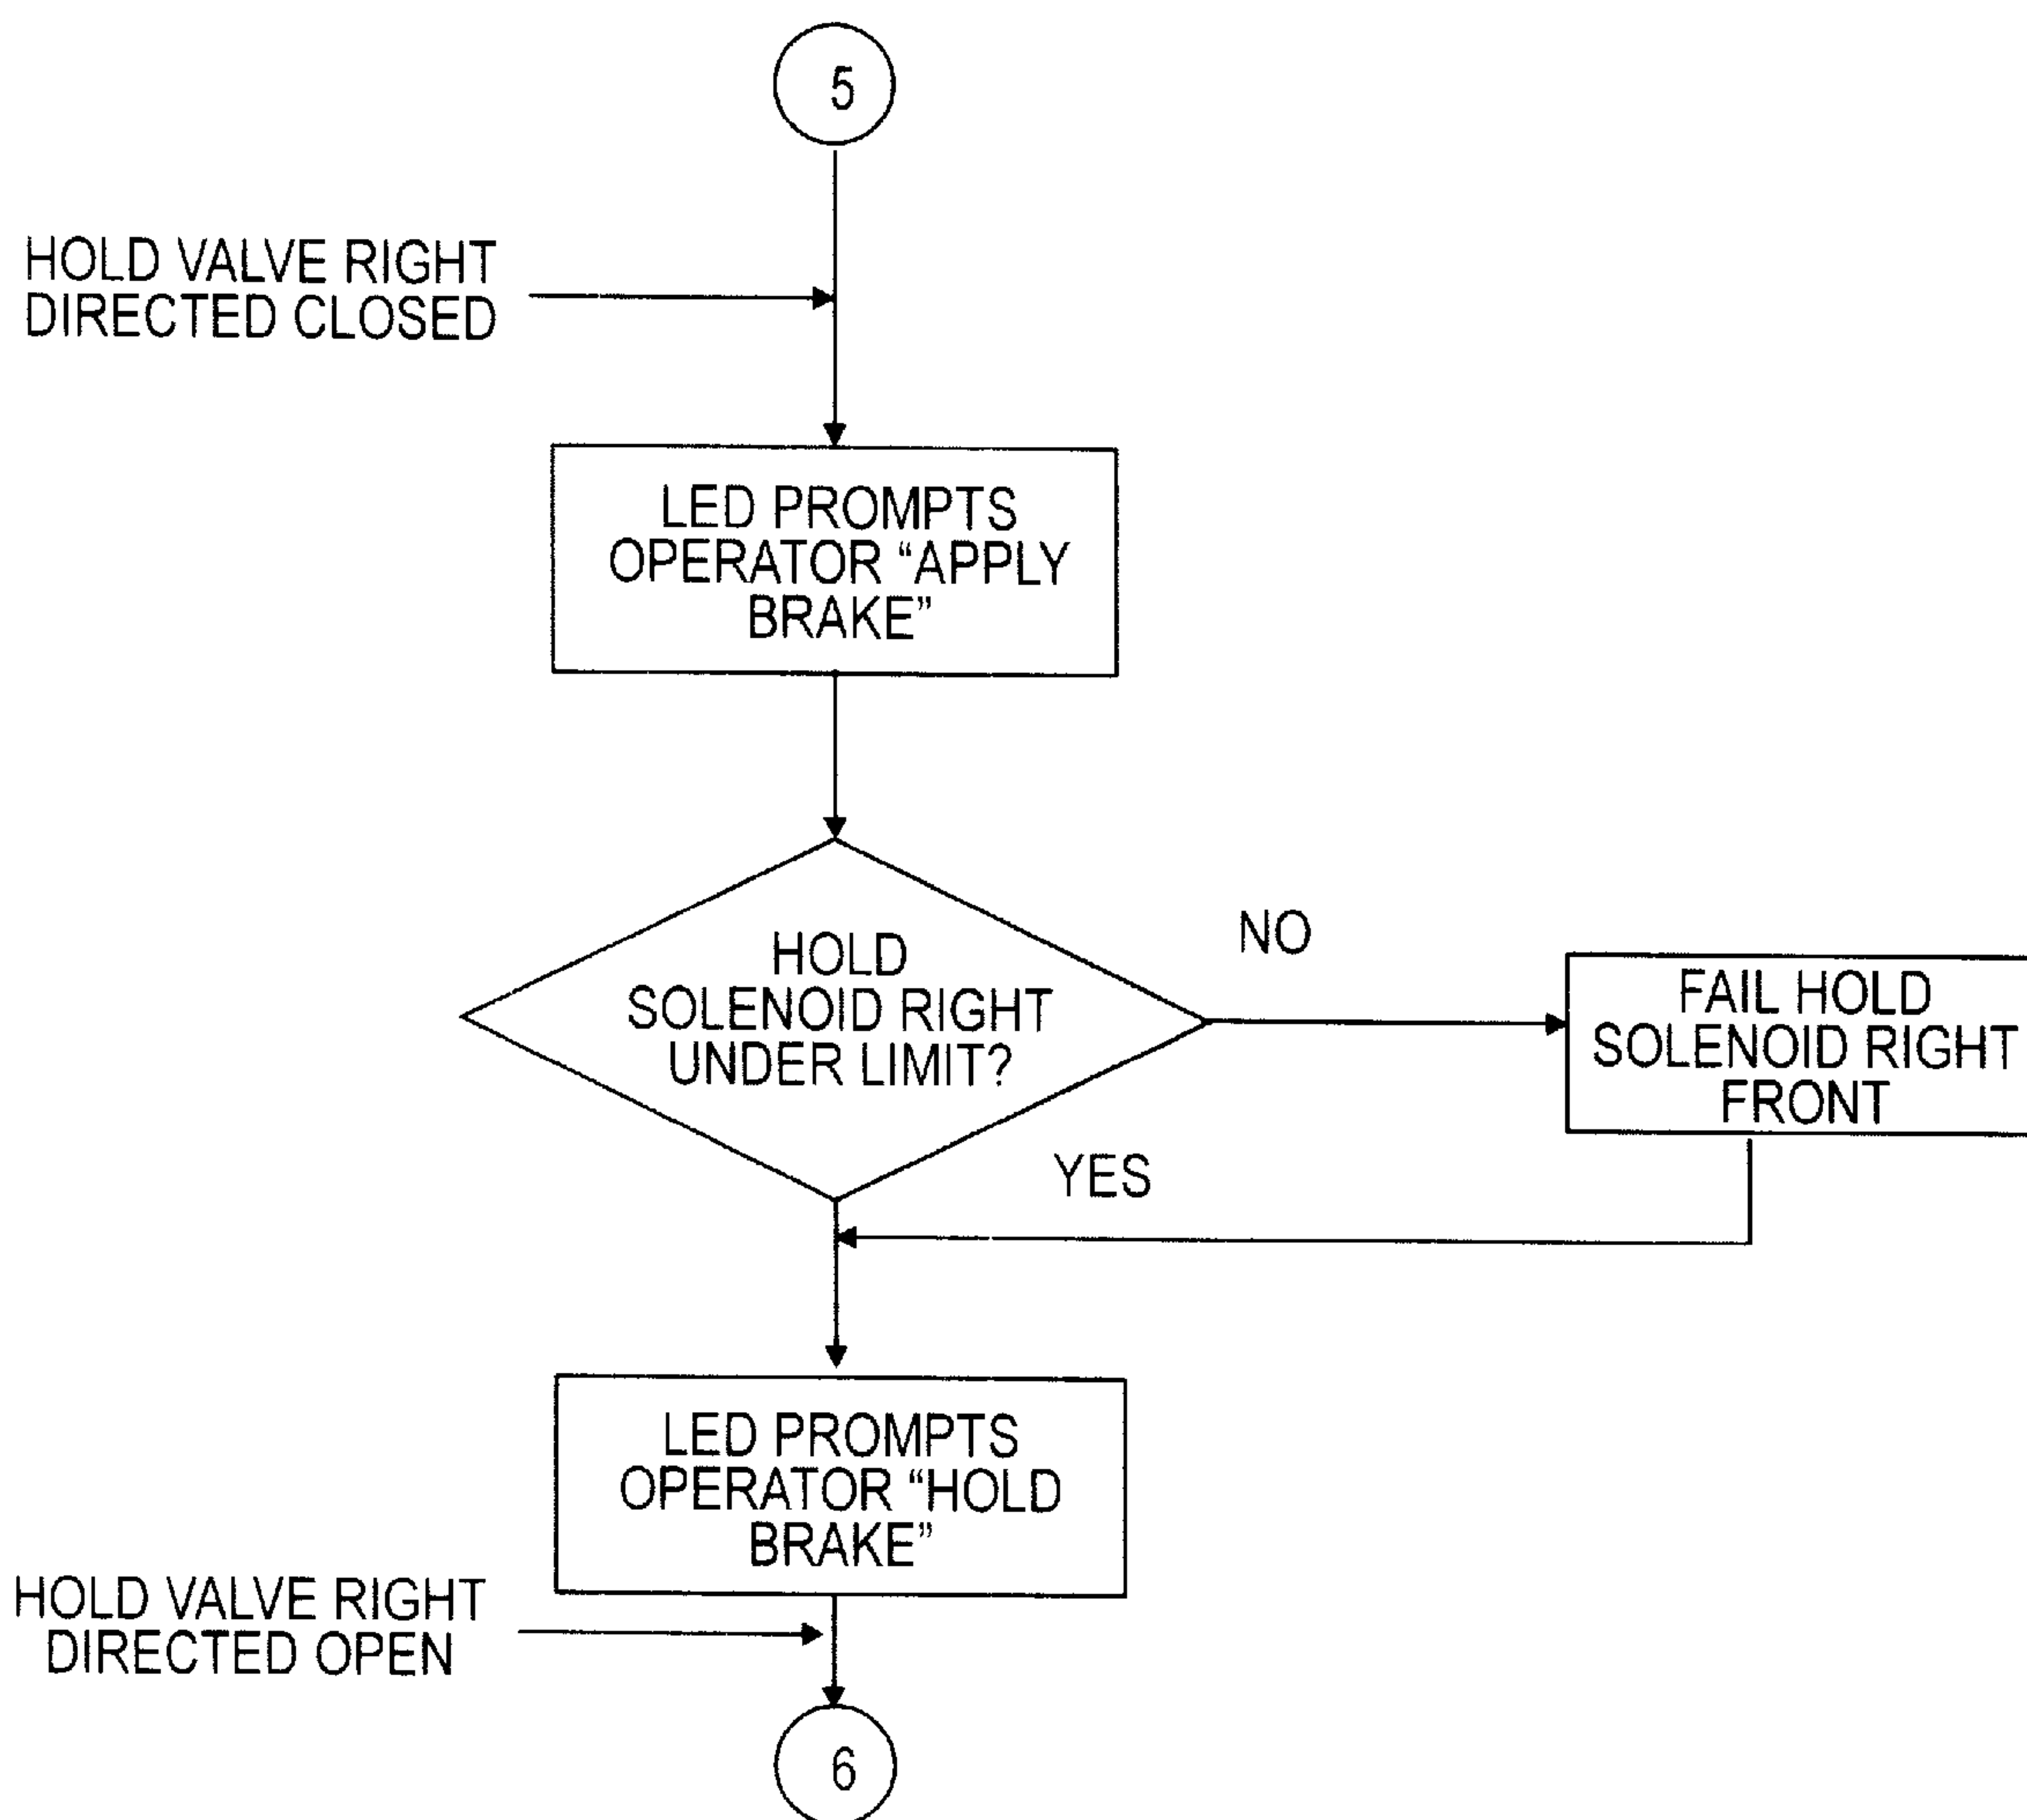 5
HOLD VALVE RIGHT
DIRECTED CLOSED
LED PROMPTS
OPERATOR “APPLY
BRAKE”
HOLD
SOLENOID RIGHT
UNDER LIMIT?
NO
FAIL HOLD
SOLENOID RIGHT
FRONT
YES
LED PROMPTS
OPERATOR “HOLD
BRAKE”
HOLD VALVE RIGHT
DIRECTED OPEN
6